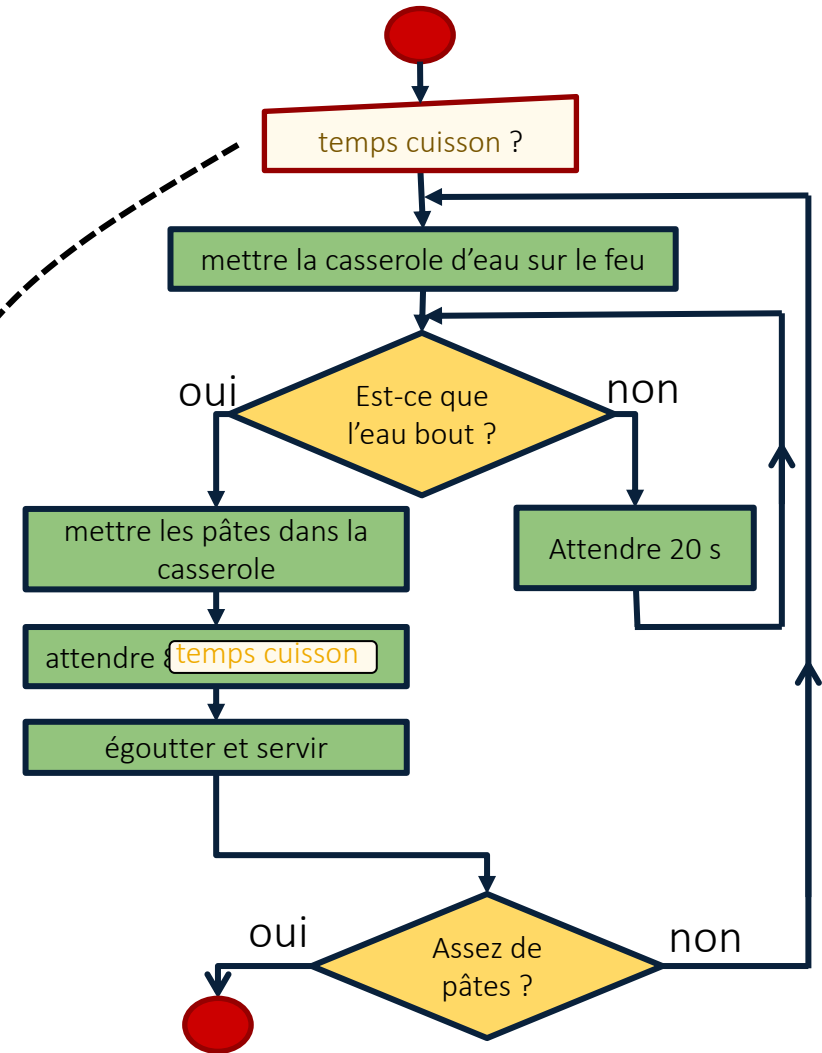 temps cuisson ?
mettre la casserole d’eau sur le feu
oui
non
Est-ce que
l’eau bout ?
mettre les pâtes dans la
casserole
Attendre 20 s
attendre temps cuisson
égoutter et servir
oui
non
Assez de
pâtes ?